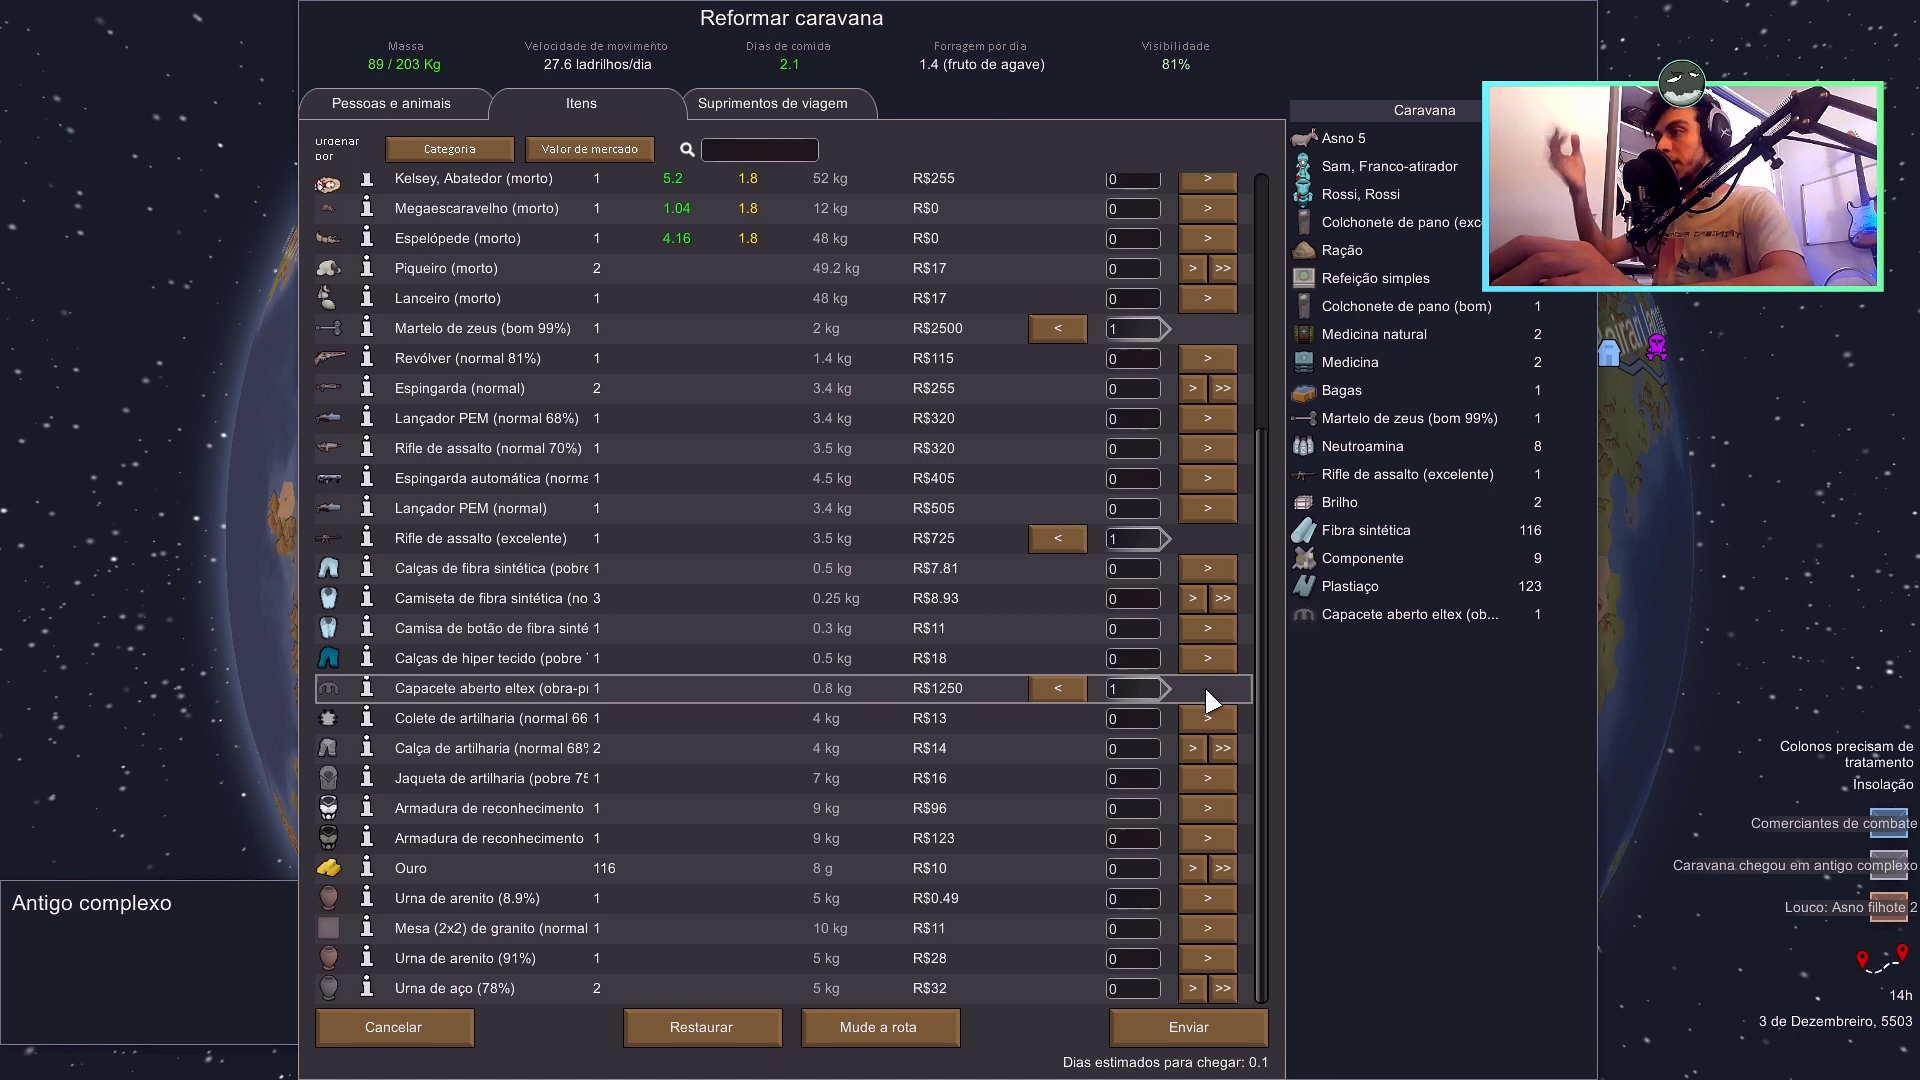 Reformar caravana
Massa
89 / 203 Kg
Velocidade de movimento
27.6 ladrilhos/dia
Dias de comida
2.1
Forragem por dia
1.4 (fruto de agave)
Visibilidade
81%
Pessoas e animais
Itens
Suprimentos de viagem
Ordenar por
Categoria
Valor de mercado
Kelsey, Abatedor (morto) 1 5.2 1.8 52 kg R$255 0 >
Megaescaravelho (morto) 1 1.04 1.8 12 kg R$0 0 >
Espelópede (morto) 1 4.16 1.8 48 kg R$0 0 >
Piqueiro (morto) 2 49.2 kg R$17 0 > >>
Lanceiro (morto) 1 48 kg R$17 0 >
Martelo de zeus (bom 99%) 1 2 kg R$2500 < 1
Revólver (normal 81%) 1 1.4 kg R$115 0 >
Espingarda (normal) 2 3.4 kg R$255 0 > >>
Lançador PEM (normal 68%) 1 3.4 kg R$320 0 >
Rifle de assalto (normal 70%) 1 3.5 kg R$320 0 >
Espingarda automática (norma 1 4.5 kg R$405 0 >
Lançador PEM (normal) 1 3.4 kg R$505 0 >
Rifle de assalto (excelente) 1 3.5 kg R$725 < 1
Calças de fibra sintética (pobre 1 0.5 kg R$7.81 0 >
Camiseta de fibra sintética (no 3 0.25 kg R$8.93 0 > >>
Camisa de botão de fibra sinté 1 0.3 kg R$11 0 >
Calças de hiper tecido (pobre 1 0.5 kg R$18 0 >
Capacete aberto eltex (obra-pr 1 0.8 kg R$1250 < 1
Colete de artilharia (normal 66 1 4 kg R$13 0 >
Calça de artilharia (normal 68% 2 4 kg R$14 0 > >>
Jaqueta de artilharia (pobre 75 1 7 kg R$16 0 >
Armadura de reconhecimento 1 9 kg R$96 0 >
Armadura de reconhecimento 1 9 kg R$123 0 >
Ouro 116 8 g R$10 0 > >>
Urna de arenito (8.9%) 1 5 kg R$0.49 0 >
Mesa (2x2) de granito (normal 1 10 kg R$11 0 >
Urna de arenito (91%) 1 5 kg R$28 0 >
Urna de aço (78%) 2 5 kg R$32 0 > >>
Cancelar
Restaurar
Mude a rota
Enviar
Dias estimados para chegar: 0.1
Caravana
Asno 5
Sam, Franco-atirador
Rossi, Rossi
Colchonete de pano (exc
Ração
Refeição simples
Colchonete de pano (bom) 1
Medicina natural 2
Medicina 2
Bagas 1
Martelo de zeus (bom 99%) 1
Neutroamina 8
Rifle de assalto (excelente) 1
Brilho 2
Fibra sintética 116
Componente 9
Plastiaço 123
Capacete aberto eltex (ob... 1
Antigo complexo
Colonos precisam de
tratamento
Insolação
Comerciantes de combate
Caravana chegou em antigo complexo
Louco: Asno filhote 2
14h
3 de Dezembreiro, 5503